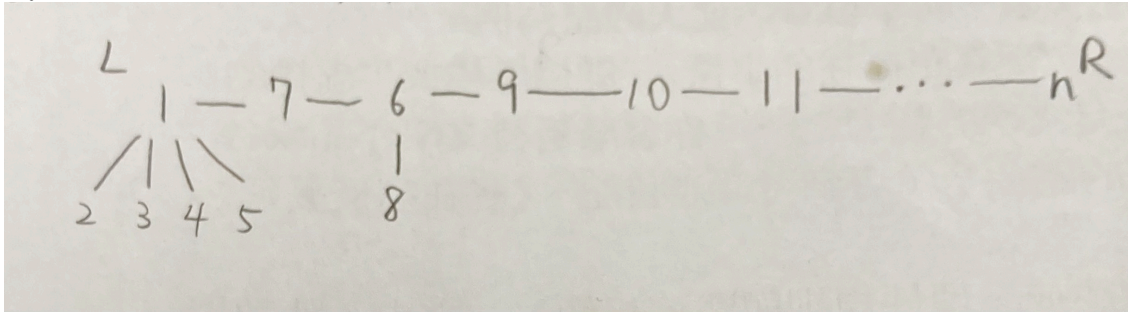 L
1 — 7 — 6 — 9 — 10 — 11 — ... — n R
2 3 4 5 8